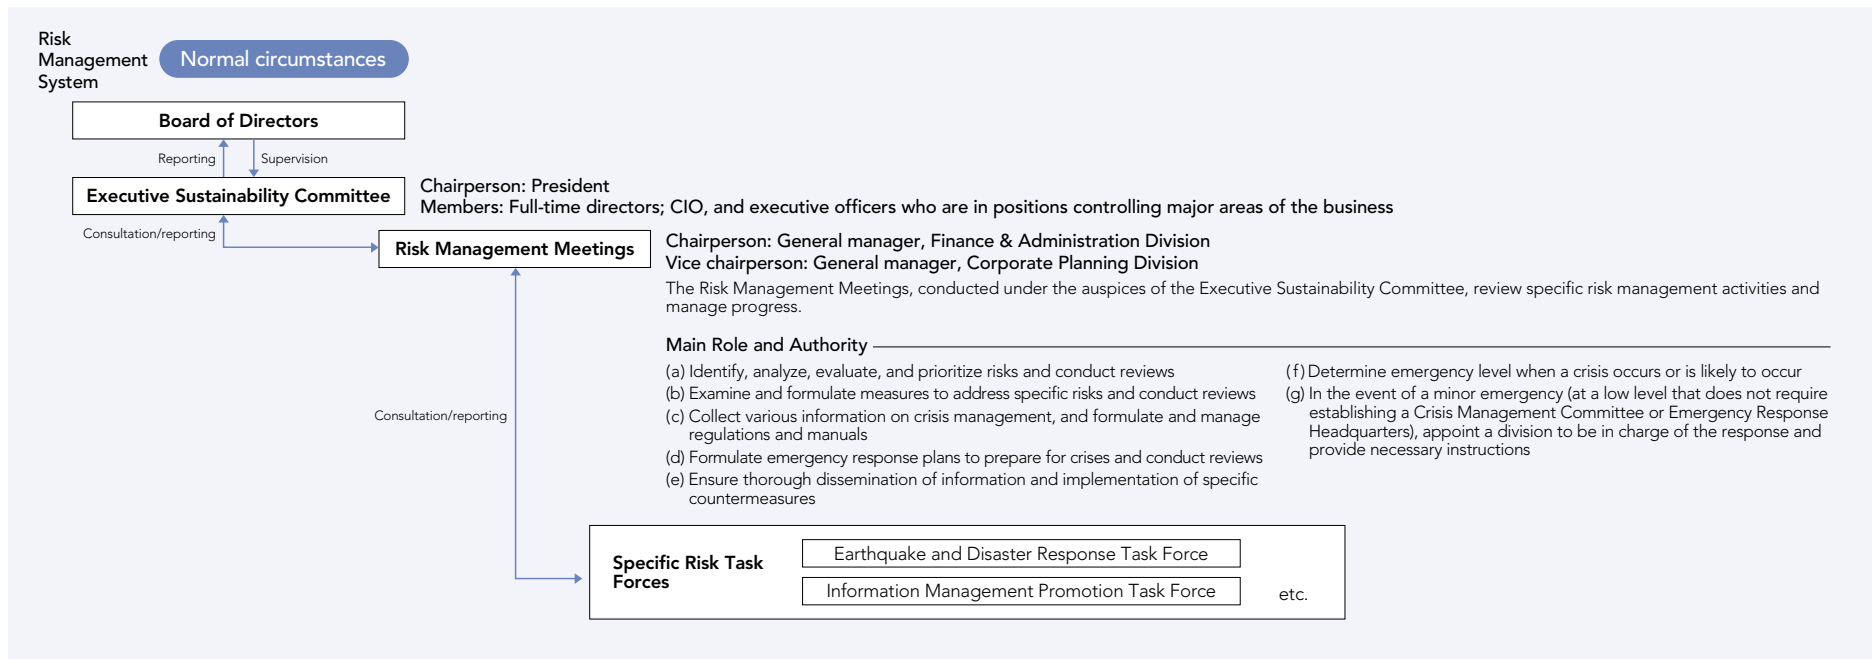 Risk
Management
System
Normal circumstances
Board of Directors
Reporting
Supervision
Executive Sustainability Committee
Chairperson: President
Members: Full-time directors; CIO, and executive officers who are in positions controlling major areas of the business
Consultation/reporting
Risk Management Meetings
Chairperson: General manager, Finance & Administration Division
Vice chairperson: General manager, Corporate Planning Division
The Risk Management Meetings, conducted under the auspices of the Executive Sustainability Committee, review specific risk management activities and
manage progress.
Main Role and Authority
(a) Identify, analyze, evaluate, and prioritize risks and conduct reviews
(b) Examine and formulate measures to address specific risks and conduct reviews
(c) Collect various information on crisis management, and formulate and manage
regulations and manuals
(d) Formulate emergency response plans to prepare for crises and conduct reviews
(e) Ensure thorough dissemination of information and implementation of specific
countermeasures
(f) Determine emergency level when a crisis occurs or is likely to occur
(g) In the event of a minor emergency (at a low level that does not require
establishing a Crisis Management Committee or Emergency Response
Headquarters), appoint a division to be in charge of the response and
provide necessary instructions
Consultation/reporting
Specific Risk Task
Forces
Earthquake and Disaster Response Task Force
Information Management Promotion Task Force
etc.